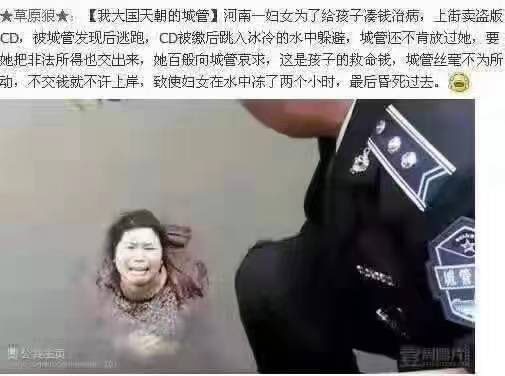 ★草原狼★：【我大国天朝的城管】河南一妇女为了给孩子凑钱治病，上街卖盗版
CD，被城管发现后逃跑，CD被缴后跳入冰冷的水中躲避，城管还不肯放过她，要
她把非法所得也交出来，她百般向城管哀求，这是孩子的救命钱，城管丝毫不为所
动，不交钱就不许上岸，致使妇女在水中冻了两个小时，最后昏死过去。
城管